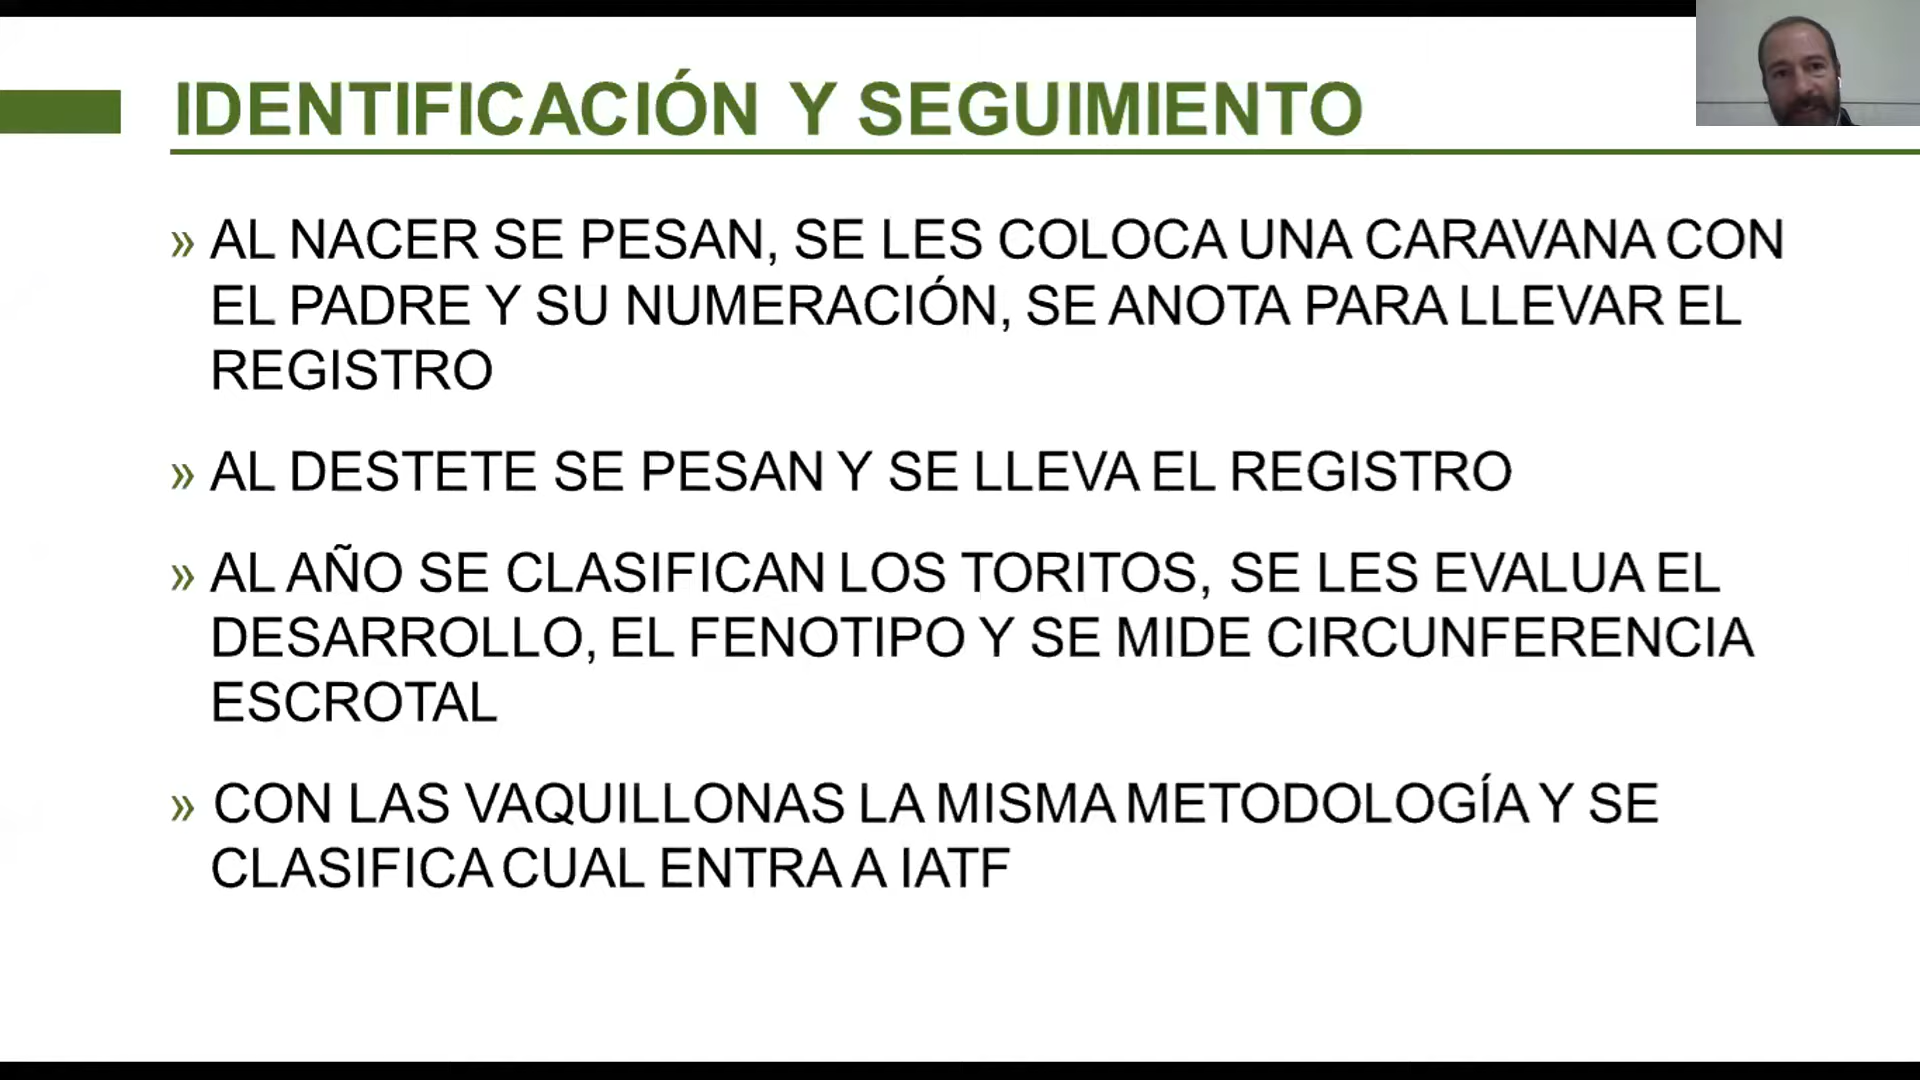 IDENTIFICACIÓN Y SEGUIMIENTO
» AL NACER SE PESAN, SE LES COLOCA UNA CARAVANA CON
EL PADRE Y SU NUMERACIÓN, SE ANOTA PARA LLEVAR EL
REGISTRO
» AL DESTETE SE PESAN Y SE LLEVA EL REGISTRO
» AL AÑO SE CLASIFICAN LOS TORITOS, SE LES EVALUA EL
DESARROLLO, EL FENOTIPO Y SE MIDE CIRCUNFERENCIA
ESCROTAL
» CON LAS VAQUILLONAS LA MISMA METODOLOGÍA Y SE
CLASIFICA CUAL ENTRA A IATF